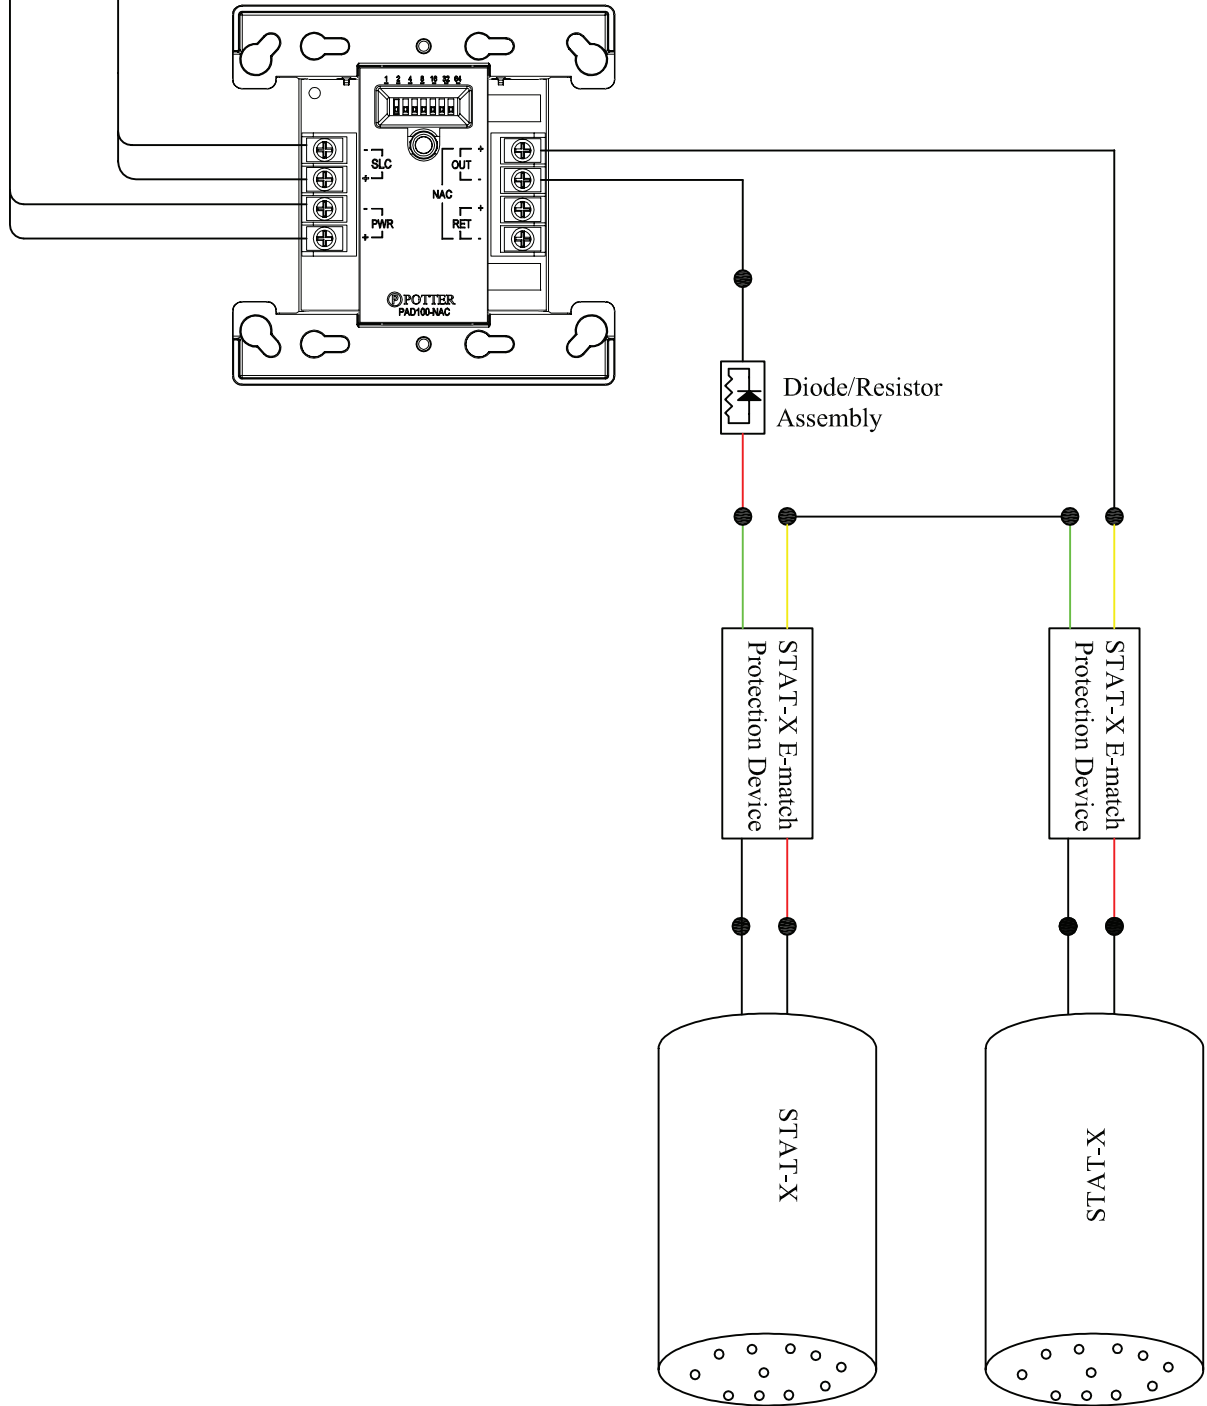 1 2 4 8 16 32 64
- SLC +
- PWR +
OUT + -
NAC
RET + -
P POTTER
PAD100-NAC
Diode/Resistor
Assembly
STAT-X E-match
Protection Device
STAT-X E-match
Protection Device
STAT-X
STAT-X